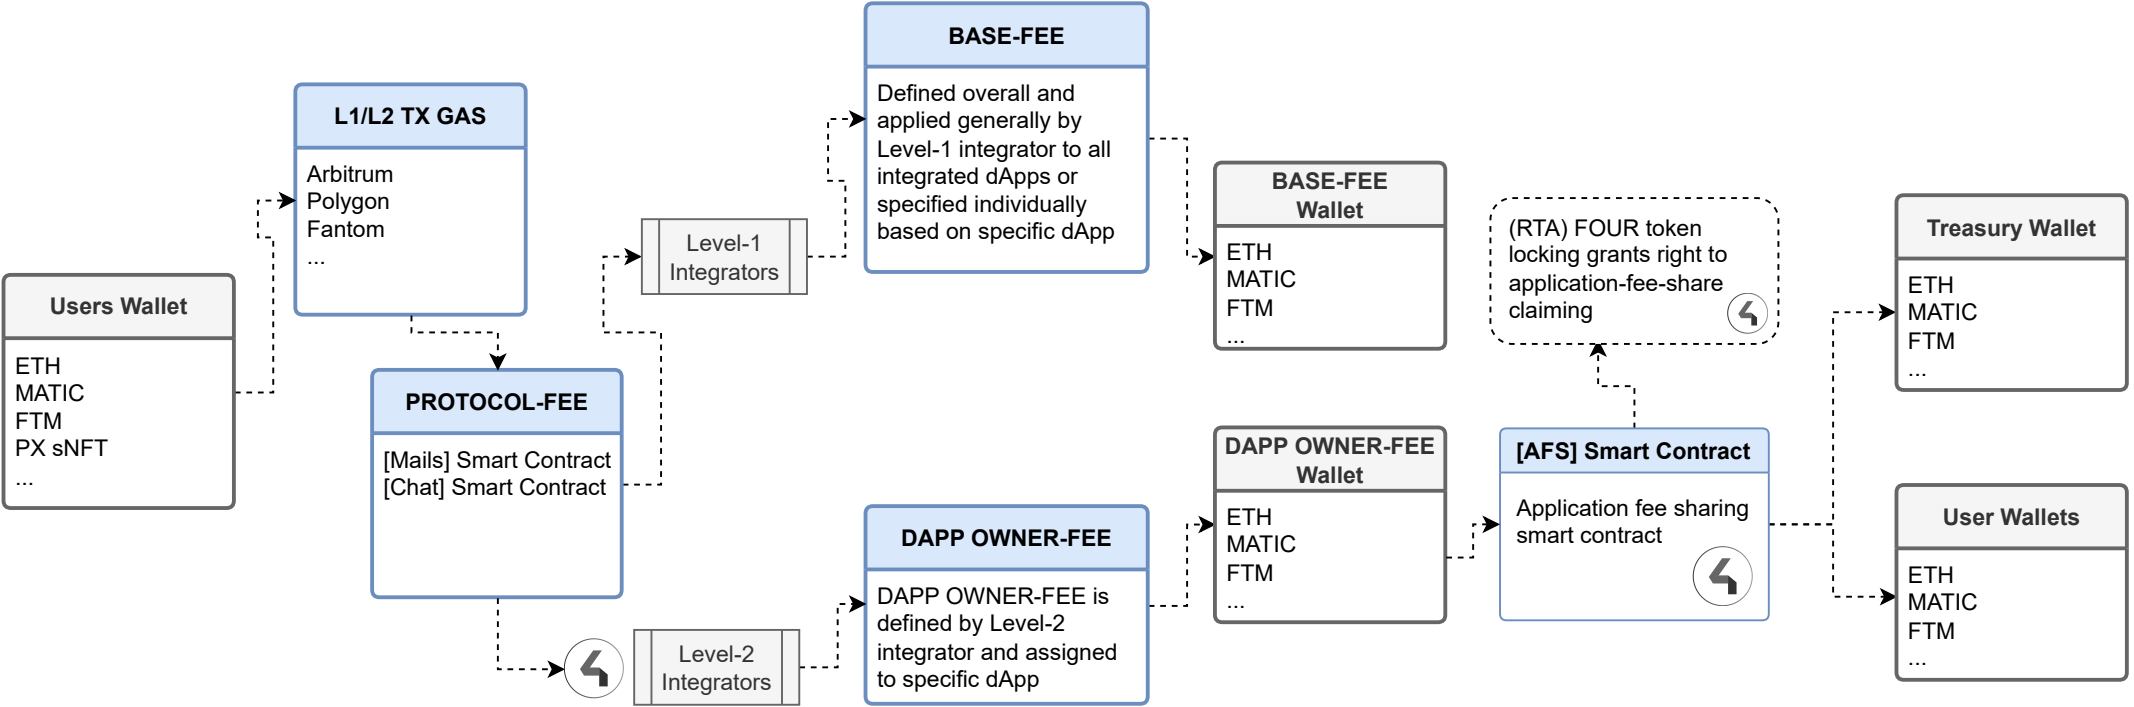 Users Wallet
ETH
MATIC
FTM
PX sNFT
...
L1/L2 TX GAS
Arbitrum
Polygon
Fantom
...
PROTOCOL-FEE
[Mails] Smart Contract
[Chat] Smart Contract
Level-1
Integrators
BASE-FEE
Defined overall and
applied generally by
Level-1 integrator to all
integrated dApps or
specified individually
based on specific dApp
BASE-FEE
Wallet
ETH
MATIC
FTM
...
Level-2
Integrators
DAPP OWNER-FEE
DAPP OWNER-FEE is
defined by Level-2
integrator and assigned
to specific dApp
DAPP OWNER-FEE
Wallet
ETH
MATIC
FTM
...
(RTA) FOUR token
locking grants right to
application-fee-share
claiming
[AFS] Smart Contract
Application fee sharing
smart contract
Treasury Wallet
ETH
MATIC
FTM
...
User Wallets
ETH
MATIC
FTM
...